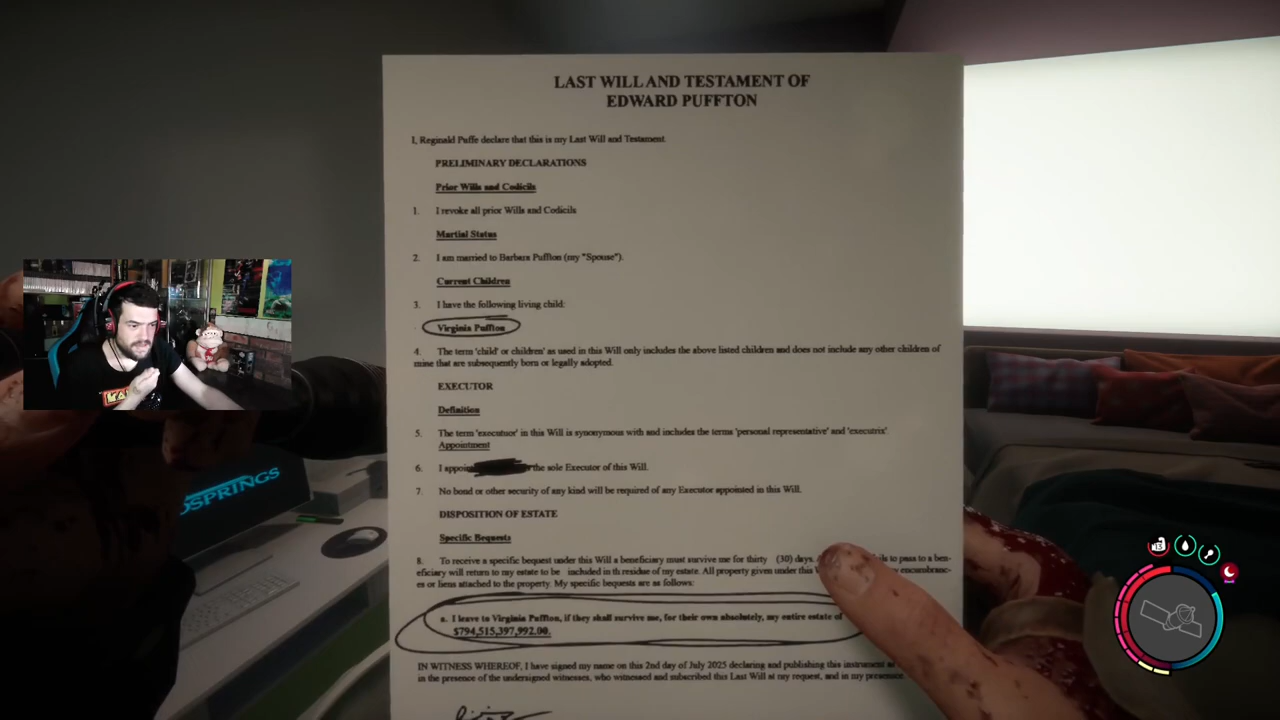 LAST WILL AND TESTAMENT OF
EDWARD PUFFTON
I, Reginald Puffe declare that this is my Last Will and Testament.
PRELIMINARY DECLARATIONS
Prior Wills and Codicils
1. I revoke all prior Wills and Codicils
Martial Status
2. I am married to Barbara Puffton (my "Spouse").
Current Children
3. I have the following living child:
Virginia Puffton
4. The term 'child' or children' as used in this Will only includes the above listed children and does not include any other children of
mine that are subsequently born or legally adopted.
EXECUTOR
Definition
5. The term 'executuor' in this Will is synonymous with and includes the terms 'personal representative' and 'executrix'
Appointment
6. I appoint the sole Executor of this Will.
7. No bond or other security of any kind will be required of any Executor appointed in this Will.
DISPOSITION OF ESTATE
Specific Bequests
8. To receive a specific bequest under this Will a beneficiary must survive me for thirty (30) days. to pass to a ben-
eficiary will return to my estate to be included in th residue of my estate. All property given under this encumbranc-
es or liens attached to the property. My specific bequests are as follows:
a. I leave to Virginia Puffton, if they shall survive me, for their own absolutely, my entire estate of
$794,515,397,992.00.
IN WITNESS WHEREOF, I have signed my name on this 2nd day of July 2025 declaring and publishing this instrument
in the presence of the undersigned witnesses, who witnessed and subscribed this Last Will at my request, and in my presence
OSPRINGS